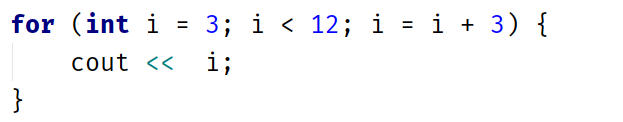 for (int i = 3; i < 12; i = i + 3) {
    cout <<  i;
}